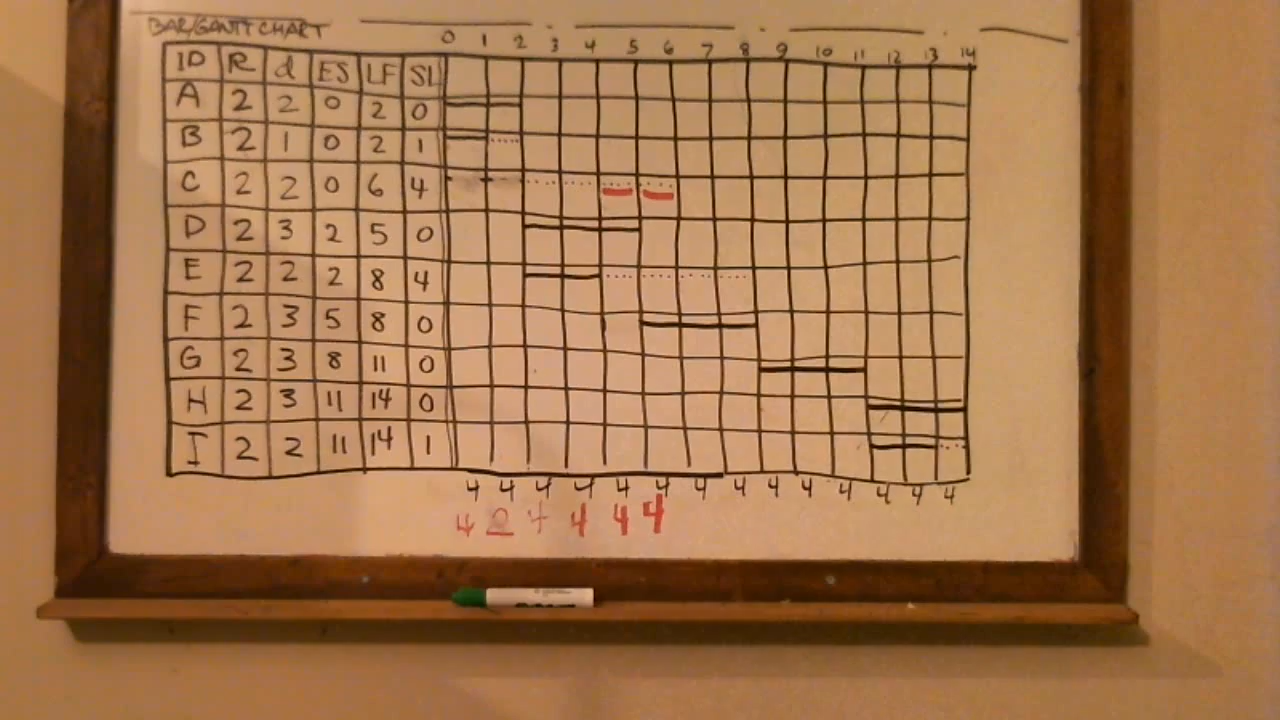 BAR/GANTT CHART
0 1 2 3 4 5 6 7 8 9 10 11 12 13 14
ID R d ES LF SL
A 2 2 0 2 0
B 2 1 0 2 1
C 2 2 0 6 4
D 2 3 2 5 0
E 2 2 2 8 4
F 2 3 5 8 0
G 2 3 8 11 0
H 2 3 11 14 0
I 2 2 11 14 1
4 4 4 4 4 4 4 4 4 4 4 4 4 4
4 2 4 4 4 4